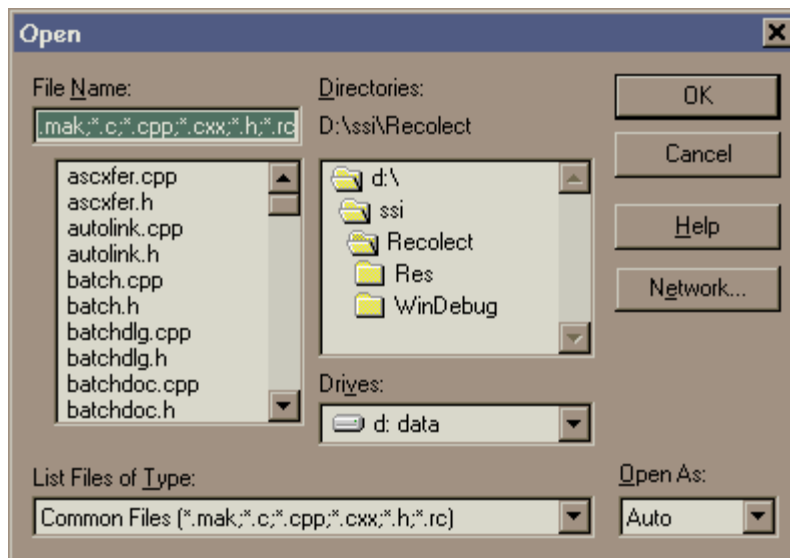 Open
File Name:
.mak;*.c;*.cpp;*.cxx;*.h;*.rc
ascxfer.cpp
ascxfer.h
autolink.cpp
autolink.h
batch.cpp
batch.h
batchdlg.cpp
batchdlg.h
batchdoc.cpp
batchdoc.h
Directories:
D:\ssi\Recolect
d:\
ssi
Recolect
Res
WinDebug
Drives:
d: data
OK
Cancel
Help
Network...
List Files of Type:
Common Files (*.mak;*.c;*.cpp;*.cxx;*.h;*.rc)
Open As:
Auto